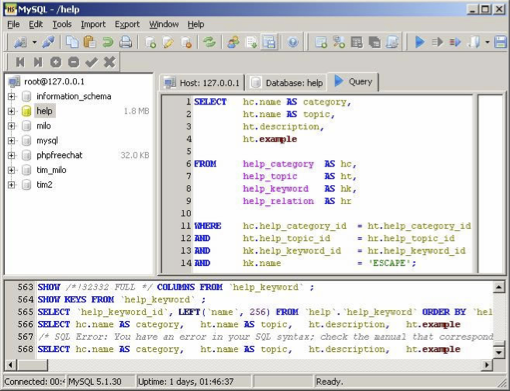 MySQL - /help
File Edit Tools Import Export Window Help
root@127.0.0.1
information_schema
help 1.8 MB
milo
mysql
phpfreechat 32.0 KB
tim_milo
tim2
Host: 127.0.0.1 Database: help Query
1 SELECT hc.name AS category,
2 ht.name AS topic,
3 ht.description,
4 ht.example
5
6 FROM help_category AS hc,
7 help_topic AS ht,
8 help_keyword AS hk,
9 help_relation AS hr
10
11 WHERE hc.help_category_id = ht.help_category_id
12 AND ht.help_topic_id = hr.help_topic_id
13 AND hk.help_keyword_id = hr.help_keyword_id
14 AND hk.name = 'ESCAPE';
563 SHOW /*!32332 FULL */ COLUMNS FROM `help_keyword` ;
564 SHOW KEYS FROM `help_keyword` ;
565 SELECT `help_keyword_id`, LEFT(`name`, 256) FROM `help`.`help_keyword` ORDER BY `hel
566 SELECT hc.name AS category, ht.name AS topic, ht.description, ht.example
567 /* SQL Error: You have an error in your SQL syntax; check the manual that correspond
568 SELECT hc.name AS category, ht.name AS topic, ht.description, ht.example
Connected: 00:4 MySQL 5.1.30 Uptime: 1 days, 01:46:37 Ready.